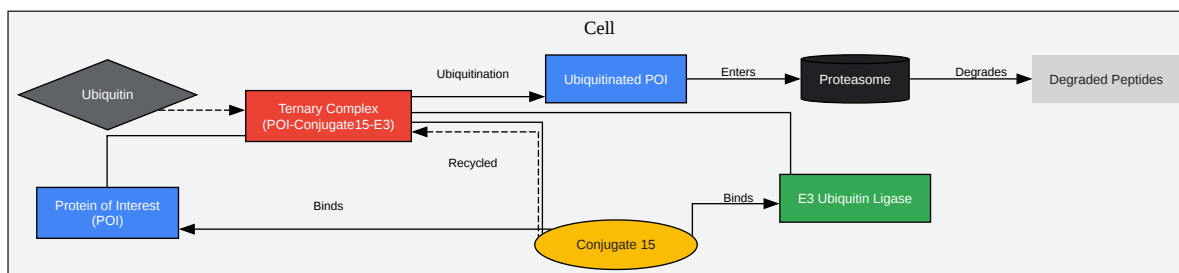 Cell
Ubiquitination
Ubiquitinated POI
Enters
Proteasome
Degrades
Degraded Peptides
Ubiquitin
Ternary Complex
(POI-Conjugate15-E3)
Recycled
Protein of Interest
(POI)
Binds
Binds
E3 Ubiquitin Ligase
Conjugate 15